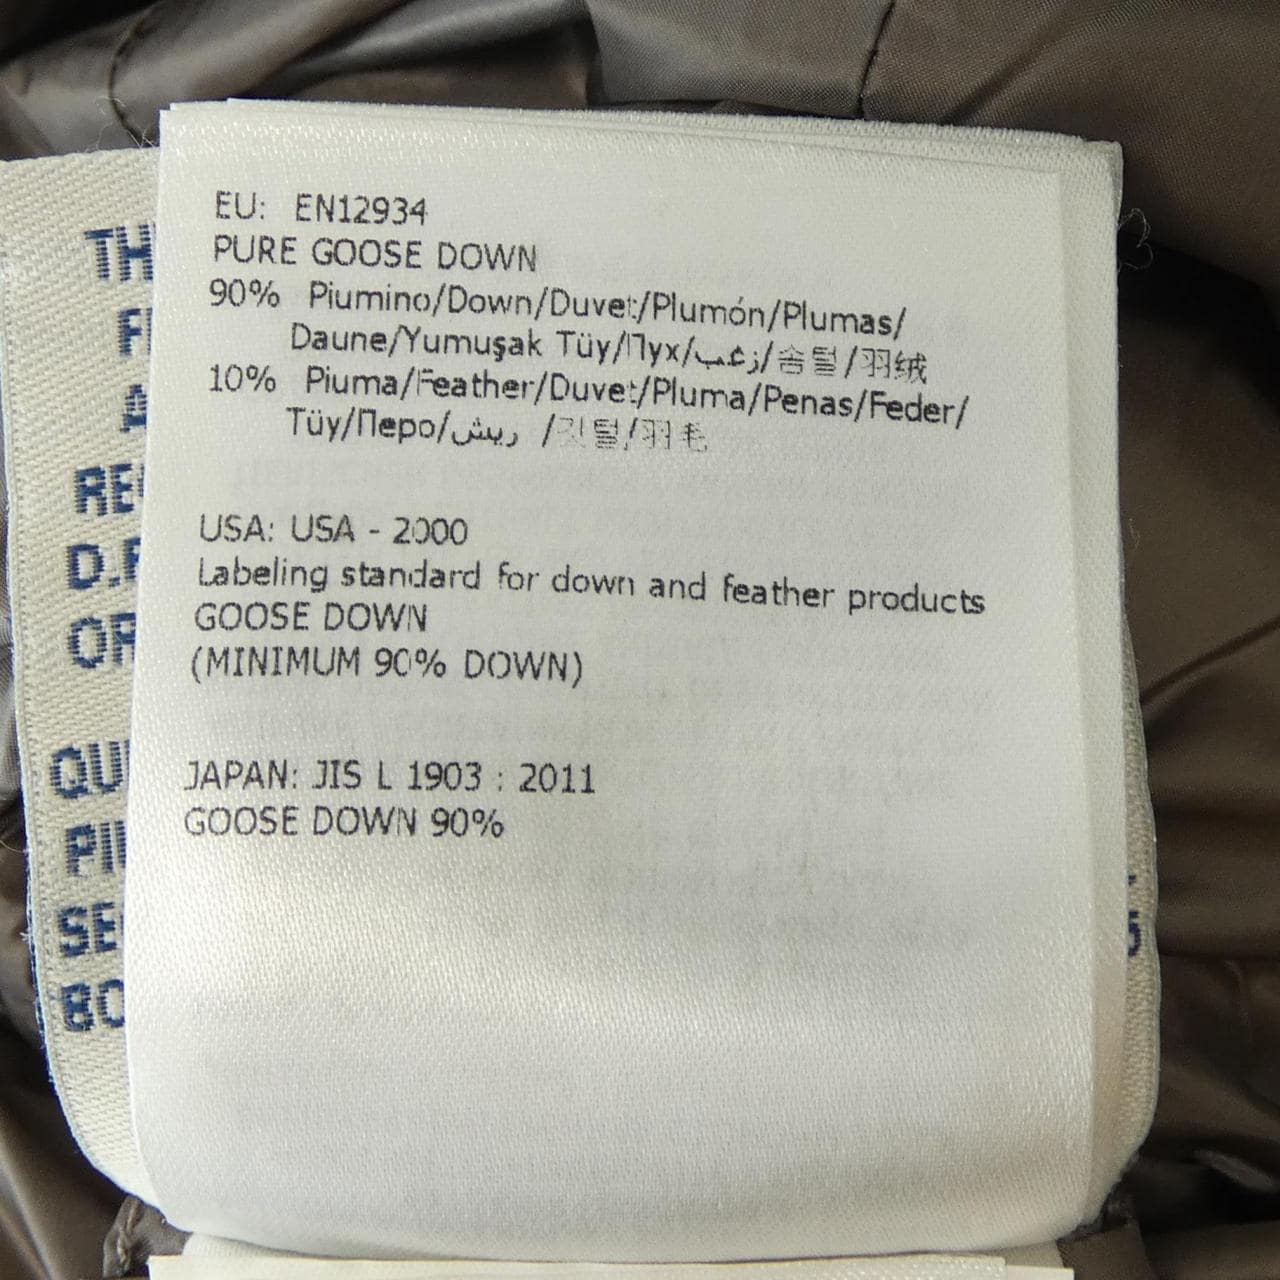 EU: EN12934
PURE GOOSE DOWN
90% Piumino/Down/Duvet/Plumón/Plumas/
Daune/Yumuşak Tüy/Пух/زغب/솜털/羽绒
10% Piuma/Feather/Duvet/Pluma/Penas/Feder/
Tüy/Перо/ريش /깃털/羽毛
USA: USA - 2000
Labeling standard for down and feather products
GOOSE DOWN
(MINIMUM 90% DOWN)
JAPAN: JIS L 1903 : 2011
GOOSE DOWN 90%